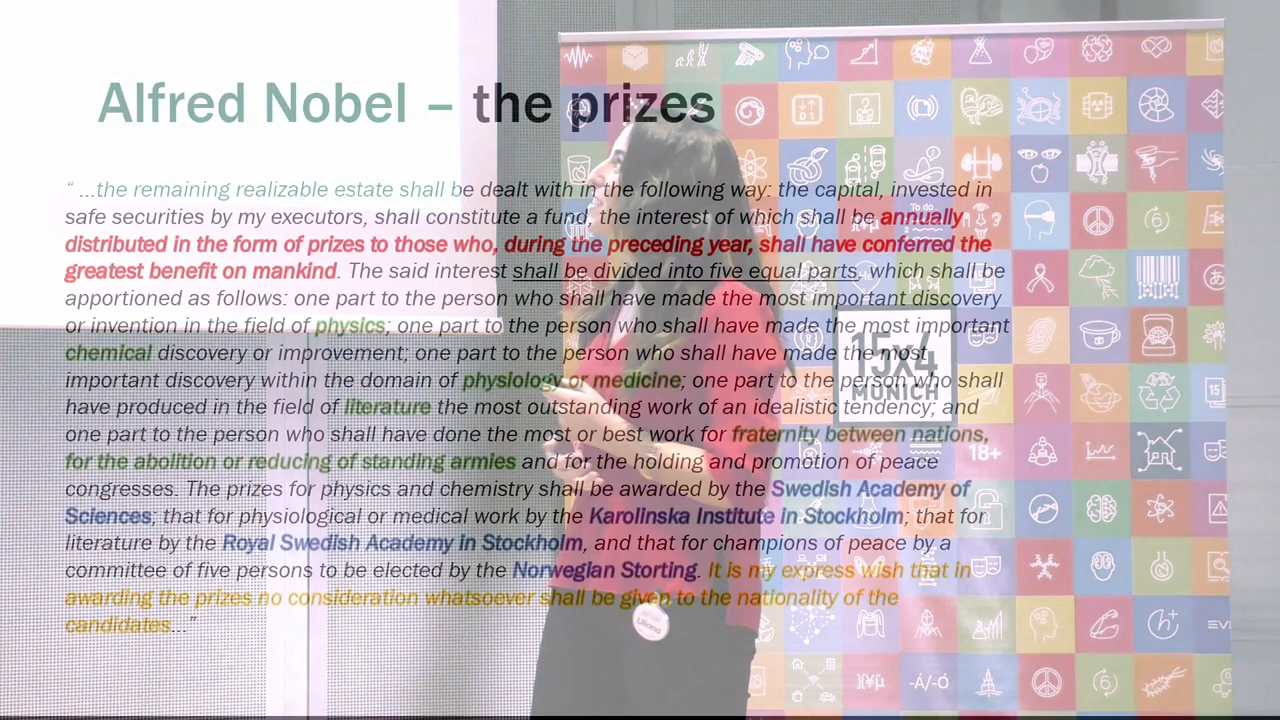 Alfred Nobel – the prizes
“ ...the remaining realizable estate shall be dealt with in the following way: the capital, invested in
safe securities by my executors, shall constitute a fund, the interest of which shall be annually
distributed in the form of prizes to those who, during the preceding year, shall have conferred the
greatest benefit on mankind. The said interest shall be divided into five equal parts, which shall be
apportioned as follows: one part to the person who shall have made the most important discovery
or invention in the field of physics; one part to the person who shall have made the most important
chemical discovery or improvement; one part to the person who shall have made the most
important discovery within the domain of physiology or medicine; one part to the person who shall
have produced in the field of literature the most outstanding work of an idealistic tendency; and
one part to the person who shall have done the most or best work for fraternity between nations,
for the abolition or reducing of standing armies and for the holding and promotion of peace
congresses. The prizes for physics and chemistry shall be awarded by the Swedish Academy of
Sciences; that for physiological or medical work by the Karolinska Institute in Stockholm; that for
literature by the Royal Swedish Academy in Stockholm, and that for champions of peace by a
committee of five persons to be elected by the Norwegian Storting. It is my express wish that in
awarding the prizes no consideration whatsoever shall be given to the nationality of the
candidates...”
To do...
15x4
MUNICH
18+
15
-A/-Ó
h+
EV